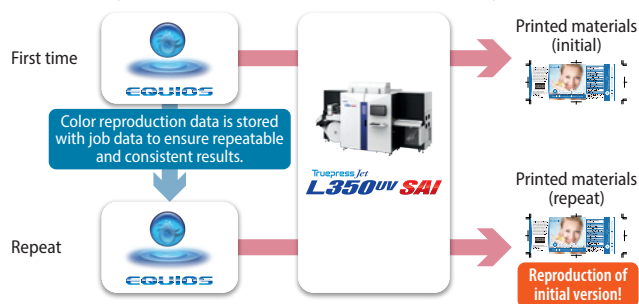 First time
EQUIOS
Printed materials
(initial)
Color reproduction data is stored
with job data to ensure repeatable
and consistent results.
Truepress Jet
L350UV SAI
Repeat
EQUIOS
Printed materials
(repeat)
Reproduction of
initial version!